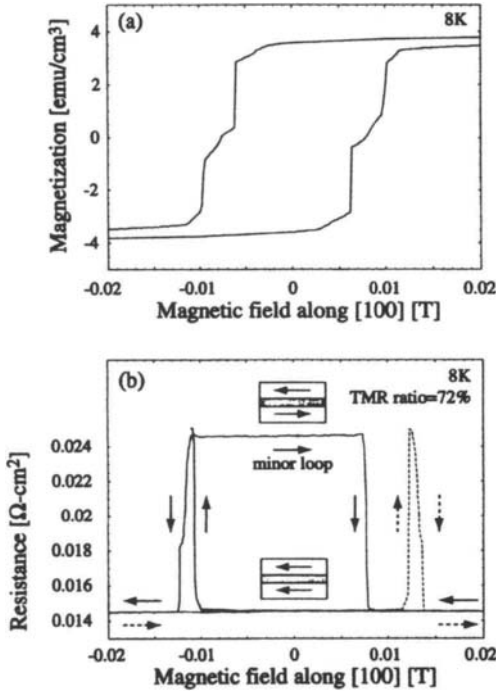 (a)
8K
Magnetization [emu/cm³]
4
2
0
-2
-4
-0.02
-0.01
0
0.01
0.02
Magnetic field along [100] [T]
(b)
8K
TMR ratio=72%
minor loop
Resistance [Ω-cm²]
0.024
0.02
0.02
0.018
0.016
0.014
-0.02
-0.01
0
0.01
0.02
Magnetic field along [100] [T]